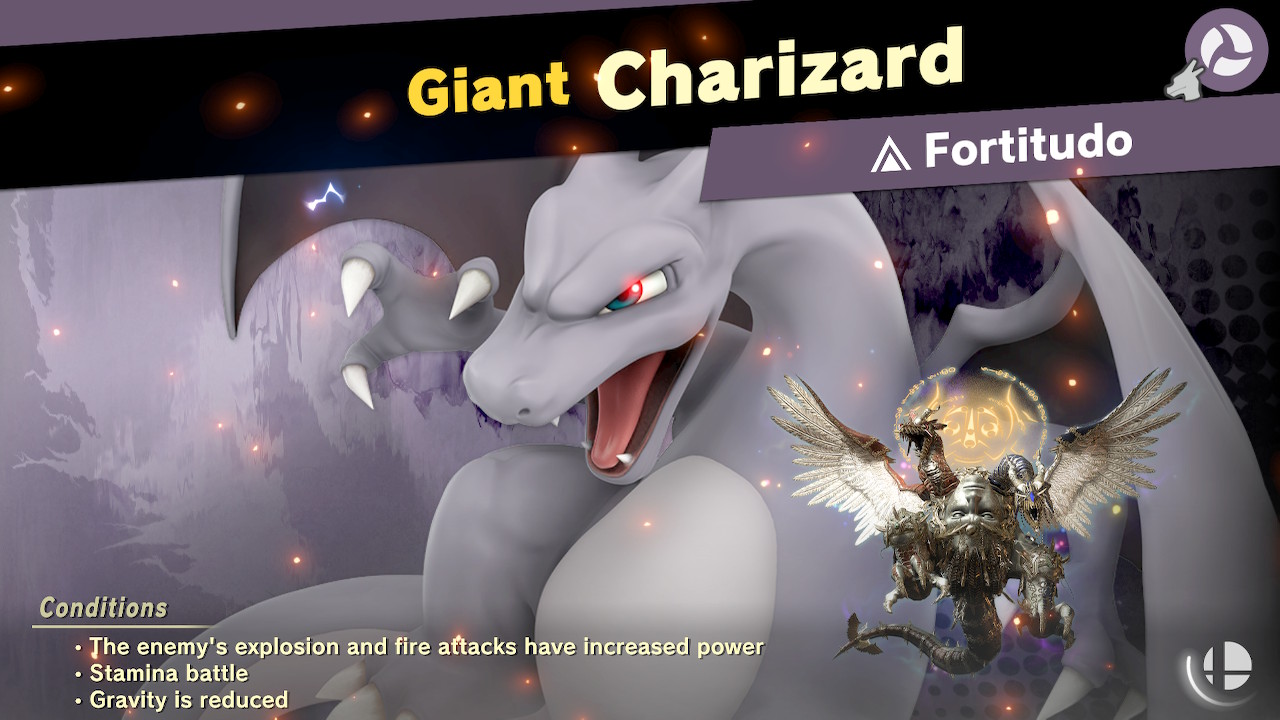 Giant Charizard
Fortitudo
Conditions
• The enemy's explosion and fire attacks have increased power
• Stamina battle
• Gravity is reduced